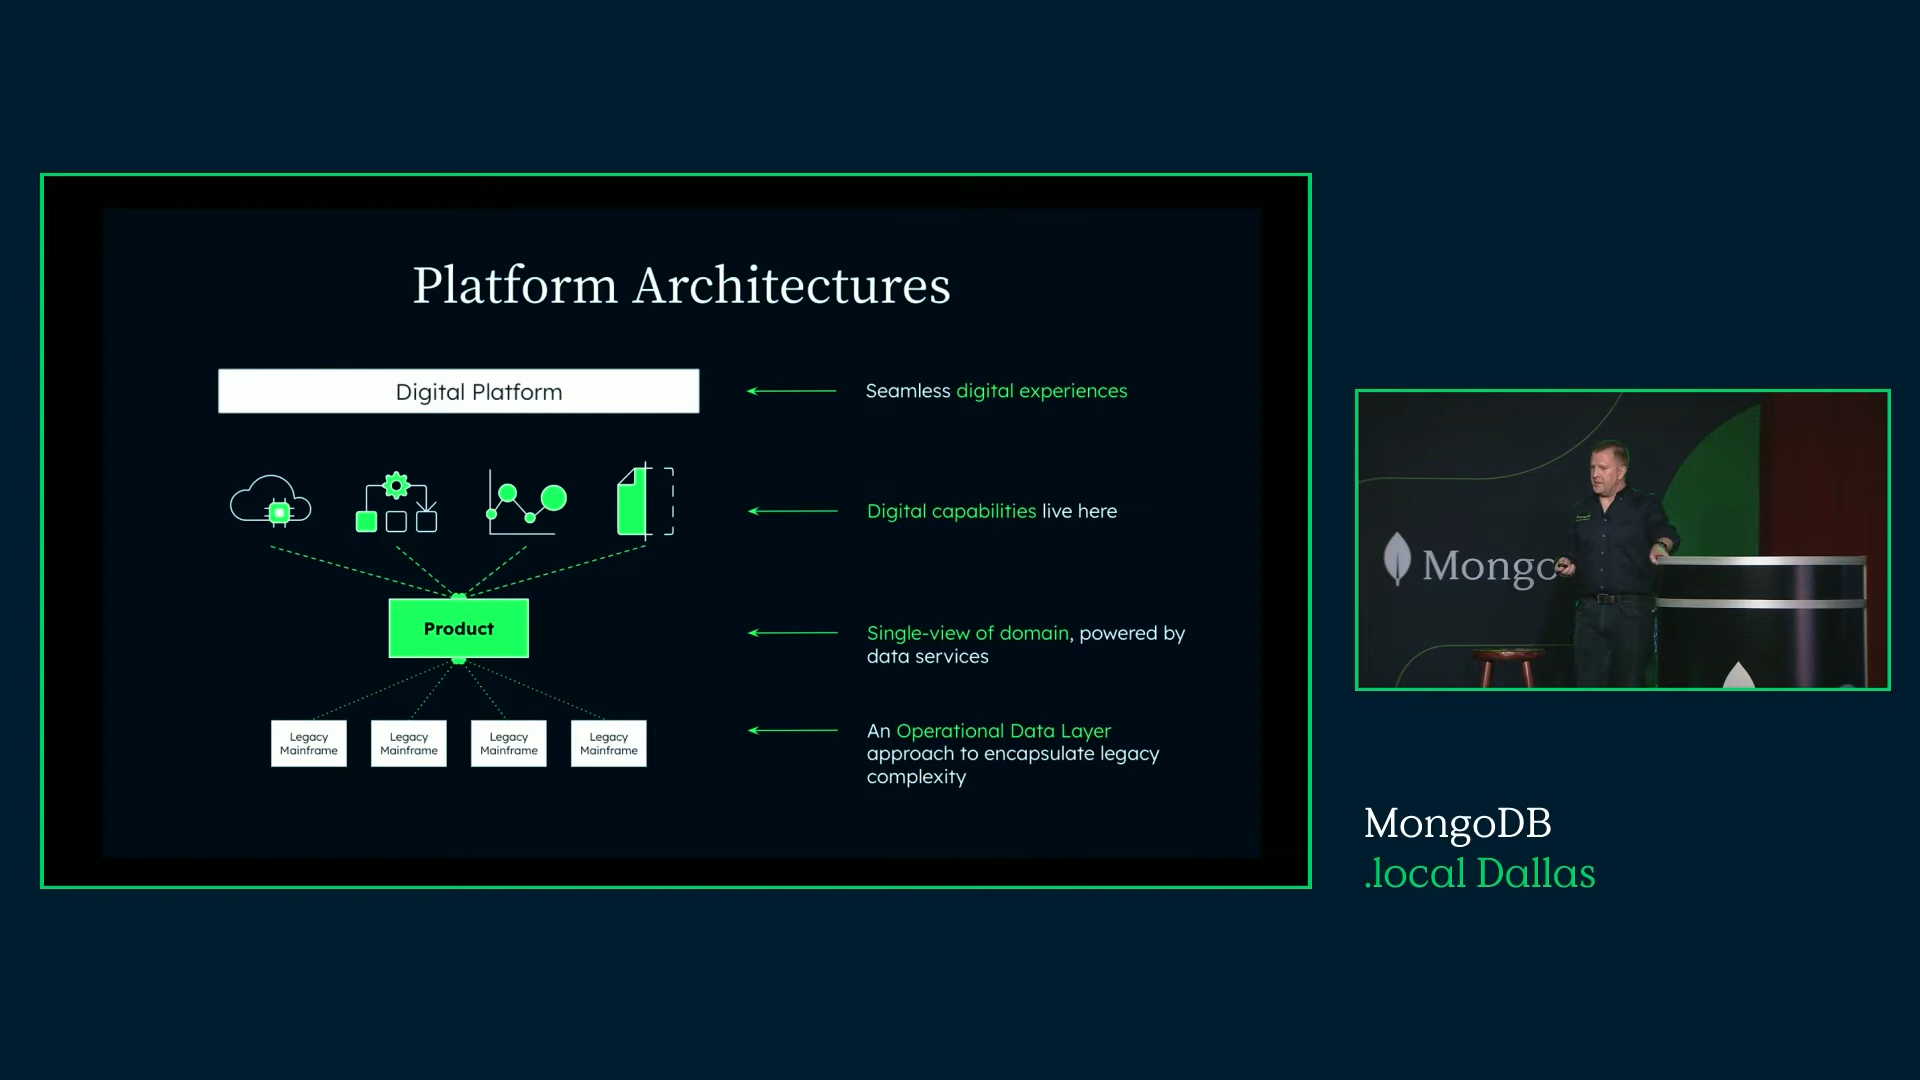 Platform Architectures
Digital Platform
Seamless digital experiences
Digital capabilities live here
Product
Single-view of domain, powered by
data services
Legacy
Mainframe
Legacy
Mainframe
Legacy
Mainframe
Legacy
Mainframe
An Operational Data Layer
approach to encapsulate legacy
complexity
Mongo
MongoDB
.local Dallas